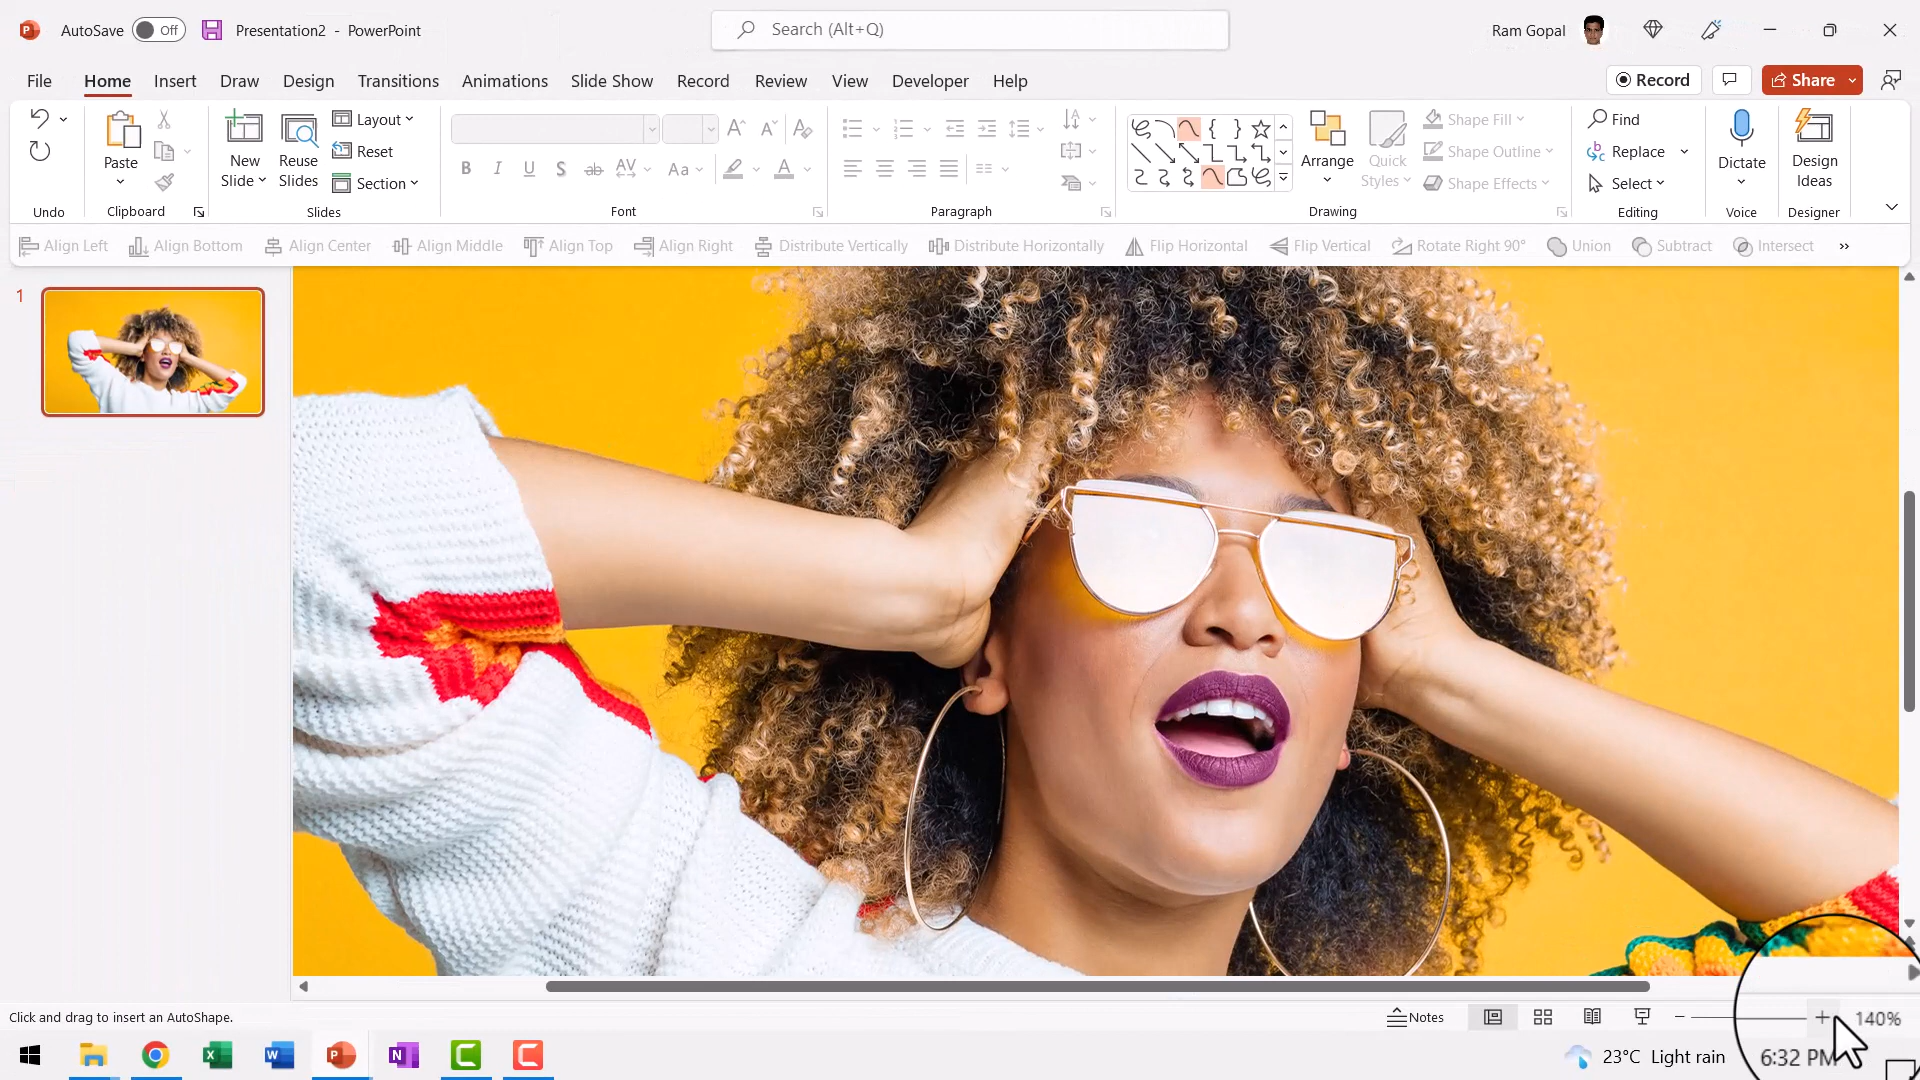 AutoSave Off Presentation2 - PowerPoint Search (Alt+Q) Ram Gopal
File Home Insert Draw Design Transitions Animations Slide Show Record Review View Developer Help Record Share
Undo
Paste
Clipboard
New Slide
Reuse Slides
Layout
Reset
Section
Slides
B I U S ab AV Aa A
Font
Paragraph
Arrange
Quick Styles
Shape Fill
Shape Outline
Shape Effects
Drawing
Find
Replace
Select
Editing
Dictate
Voice
Design Ideas
Designer
Align Left Align Bottom Align Center Align Middle Align Top Align Right Distribute Vertically Distribute Horizontally Flip Horizontal Flip Vertical Rotate Right 90° Union Subtract Intersect
1
Click and drag to insert an AutoShape. Notes 140%
23°C Light rain 6:32 PM